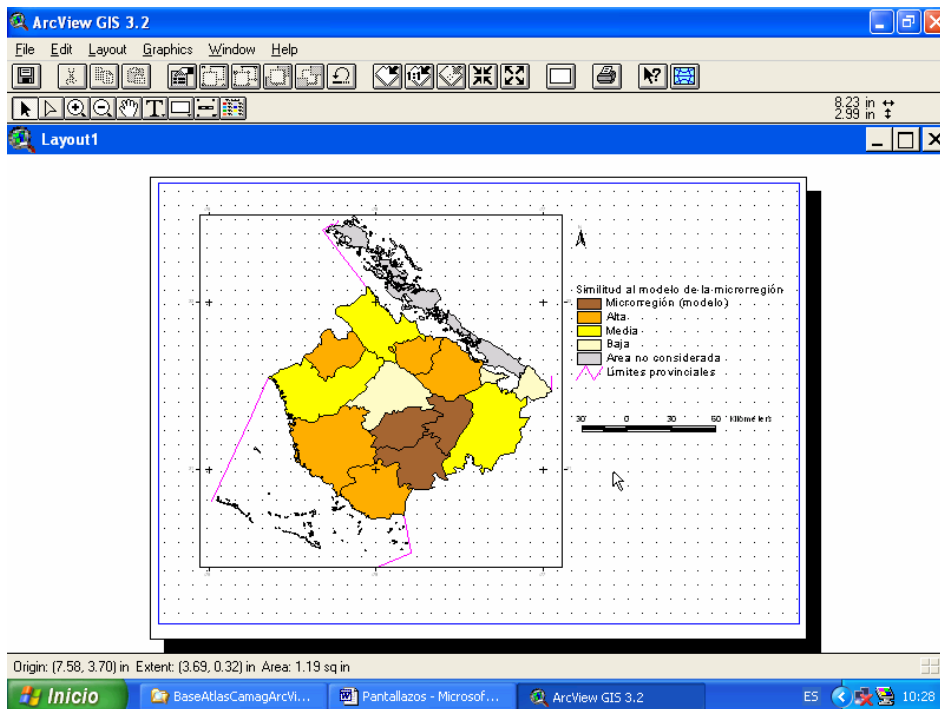 ArcView GIS 3.2
File Edit Layout Graphics Window Help
8.23 in
2.99 in
Layout1
Similitud al modelo de la microrregión
Microrregión (modelo)
Alta
Media
Baja
Area no considerada
Límites provinciales
30 0 30 60 Kilometers
Origin: (7.58, 3.70) in Extent: (3.69, 0.32) in Area: 1.19 sq in
Inicio
BaseAtlasCamagArcVi...
Pantallazos - Microsof...
ArcView GIS 3.2
ES
10:28